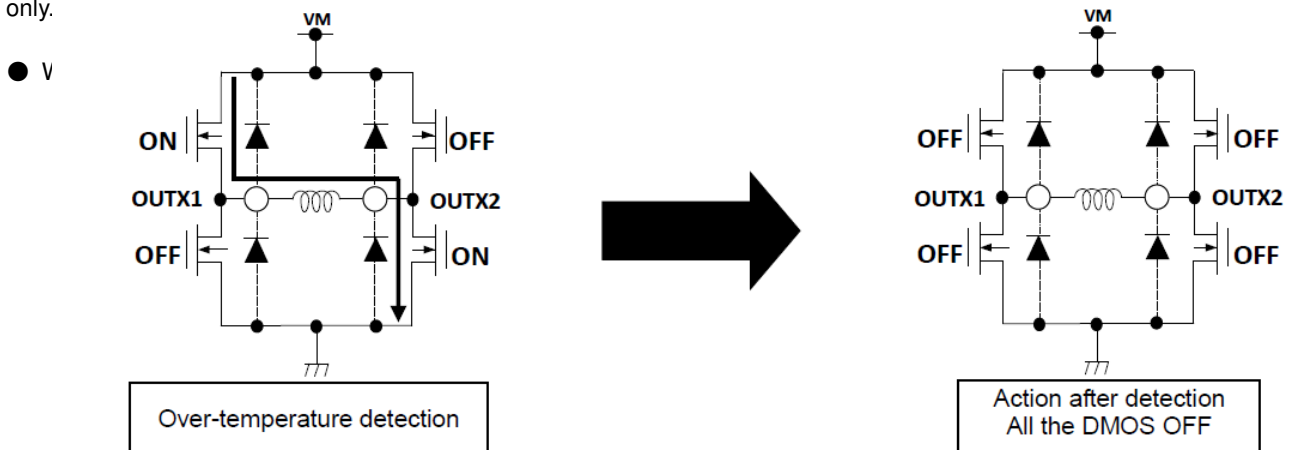 only.
VM
ON
OFF
OUTX1
OUTX2
OFF
ON
Over-temperature detection
VM
OFF
OFF
OUTX1
OUTX2
OFF
OFF
Action after detection
All the DMOS OFF